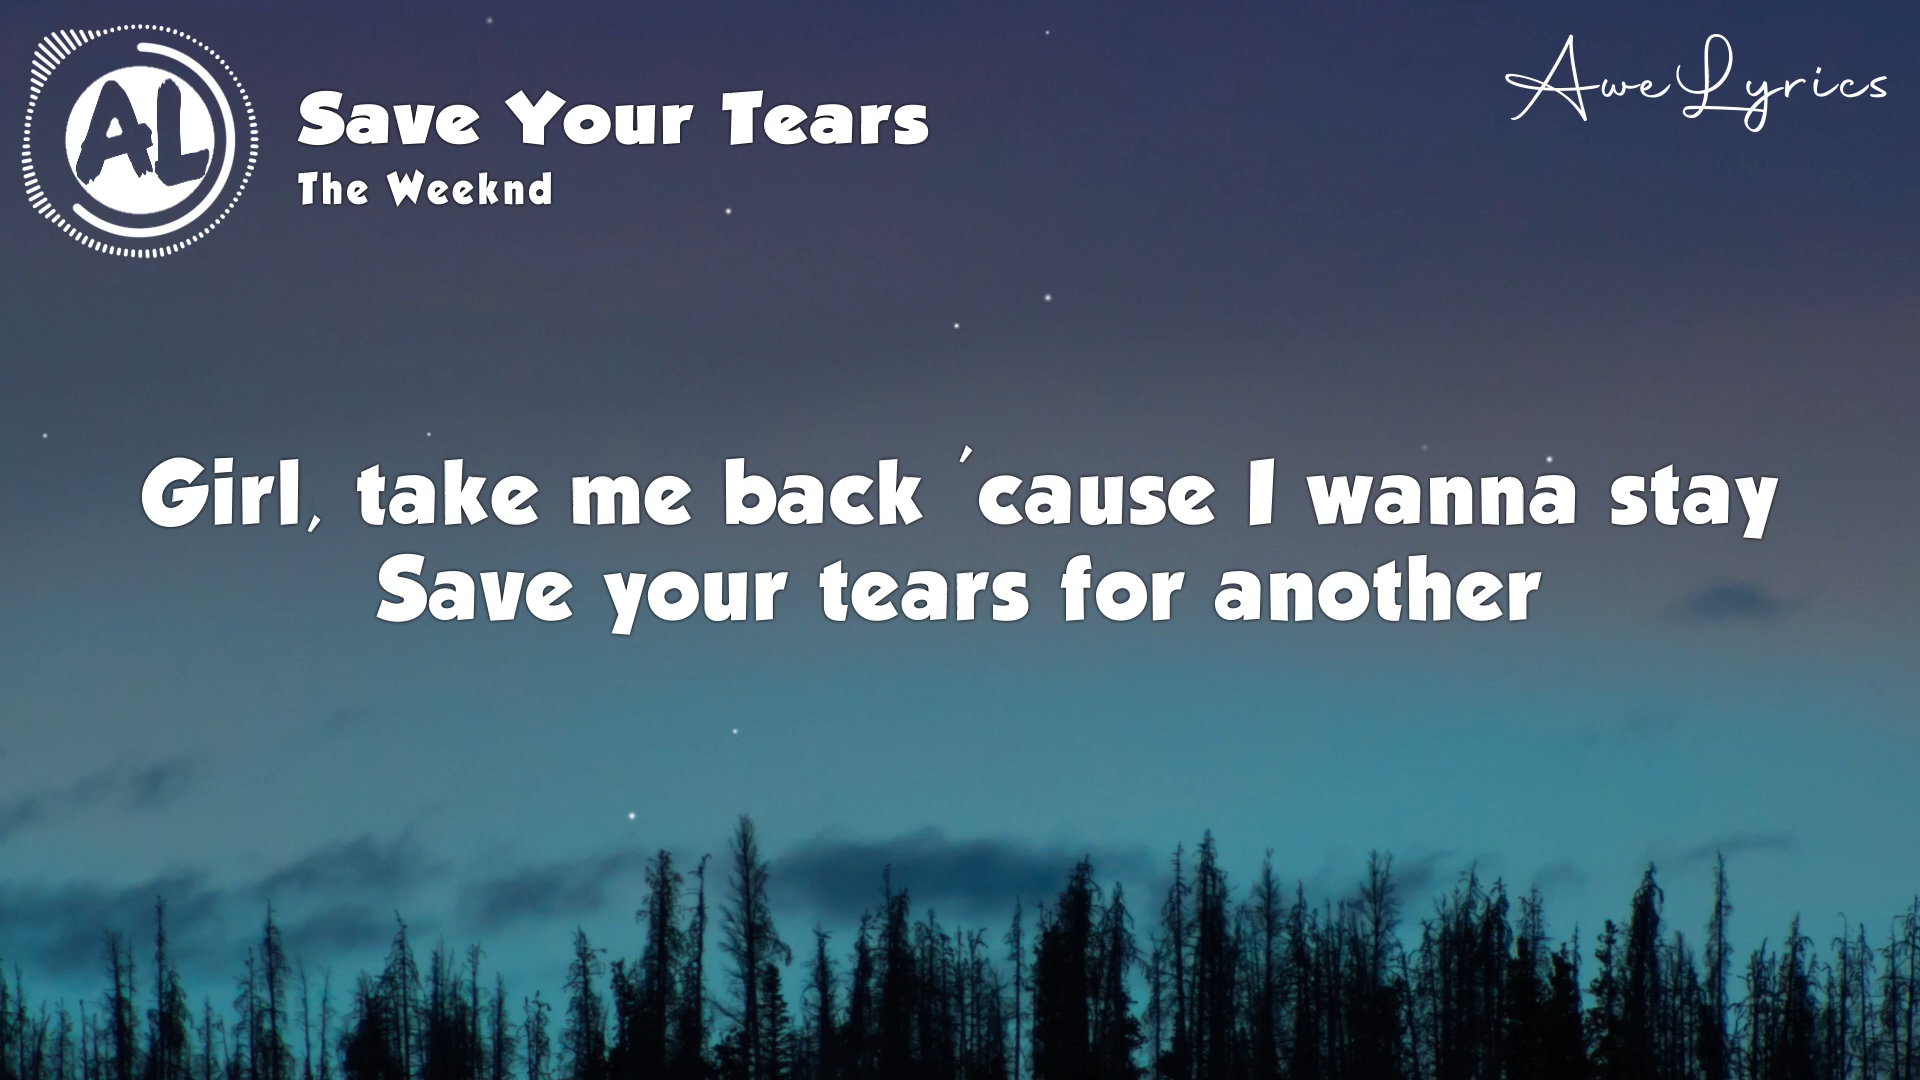 AL
Save Your Tears
The Weeknd
AweLyrics
Girl, take me back 'cause I wanna stay
Save your tears for another